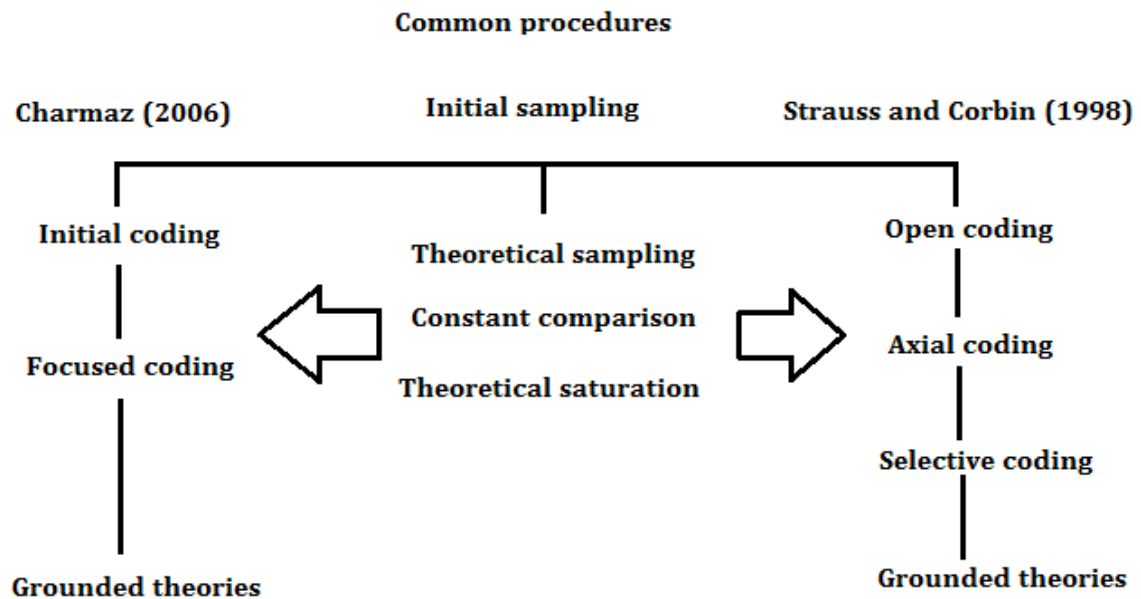 Common procedures
Charmaz (2006)
Initial sampling
Strauss and Corbin (1998)
Initial coding
Focused coding
Grounded theories
Theoretical sampling
Constant comparison
Theoretical saturation
Open coding
Axial coding
Selective coding
Grounded theories